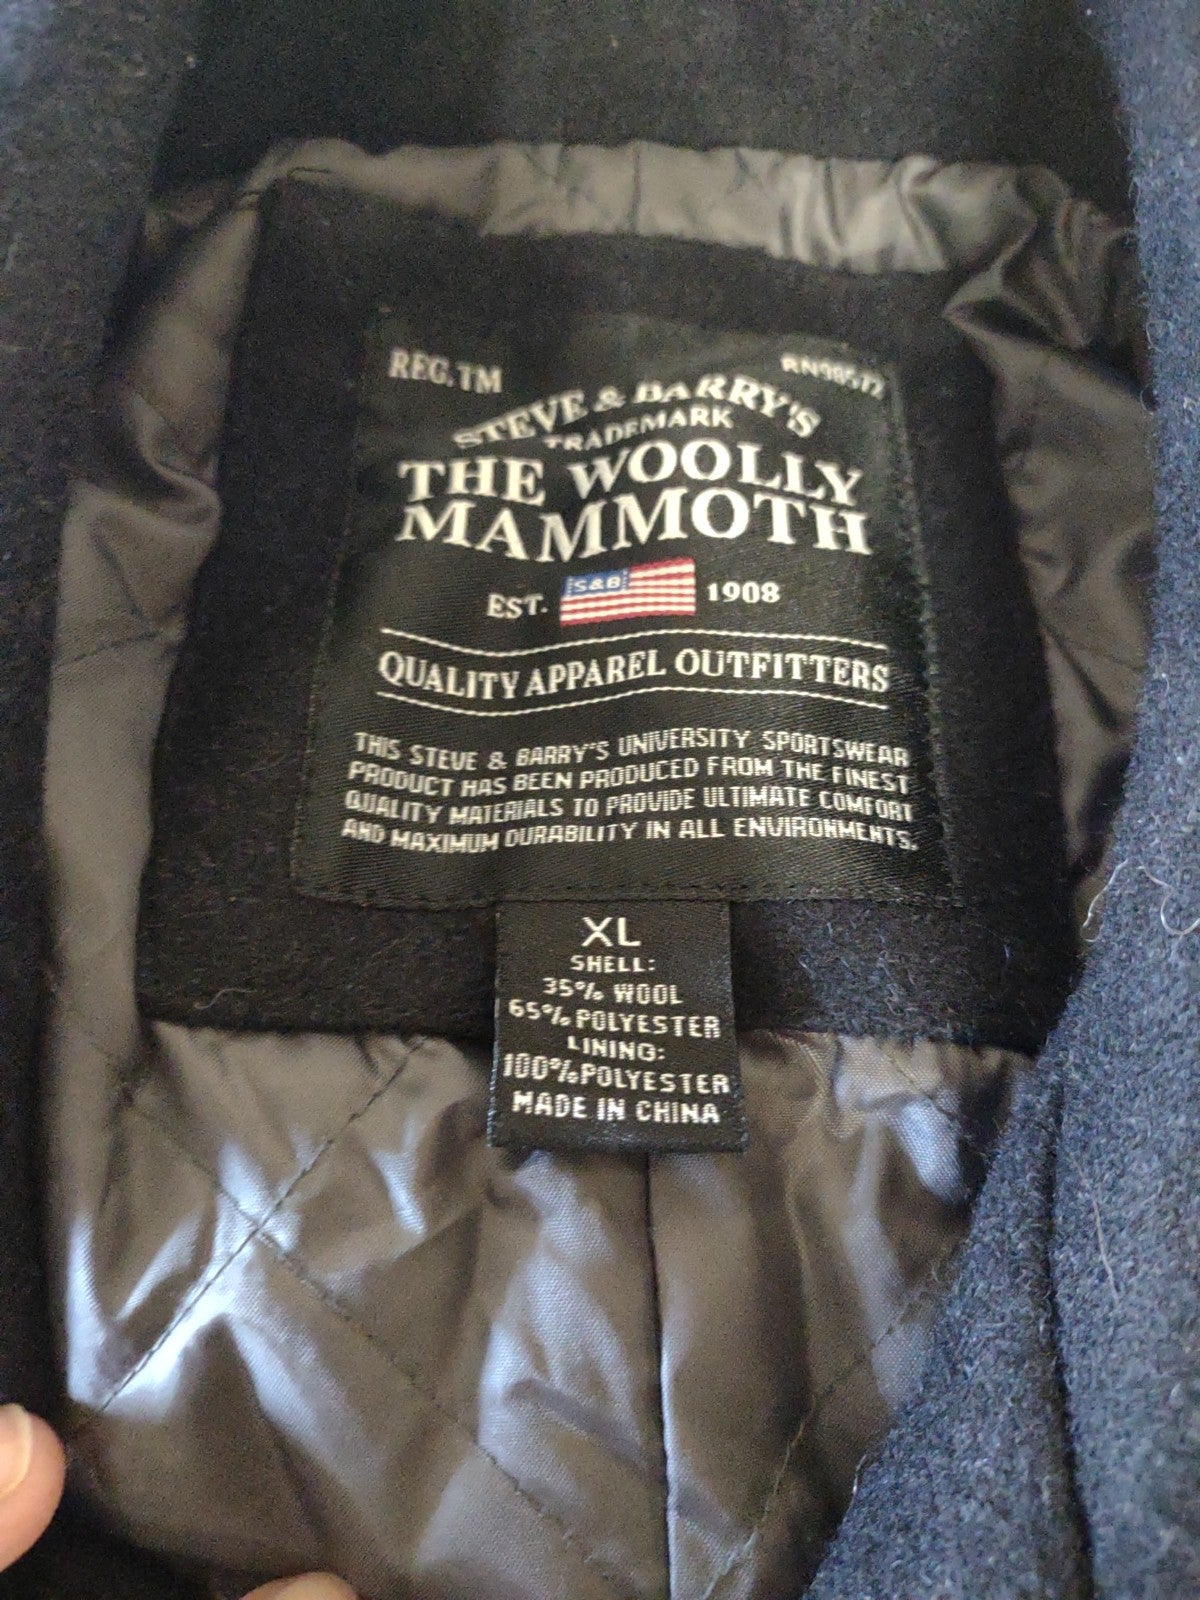 REG. TM
STEVE & BARRY'S
TRADEMARK
THE WOOLLY
MAMMOTH
EST. S&B 1908
QUALITY APPAREL OUTFITTERS
THIS STEVE & BARRY'S UNIVERSITY SPORTSWEAR
PRODUCT HAS BEEN PRODUCED FROM THE FINEST
QUALITY MATERIALS TO PROVIDE ULTIMATE COMFORT
AND MAXIMUM DURABILITY IN ALL ENVIRONMENTS.
XL
SHELL:
35% WOOL
65% POLYESTER
LINING:
100% POLYESTER
MADE IN CHINA